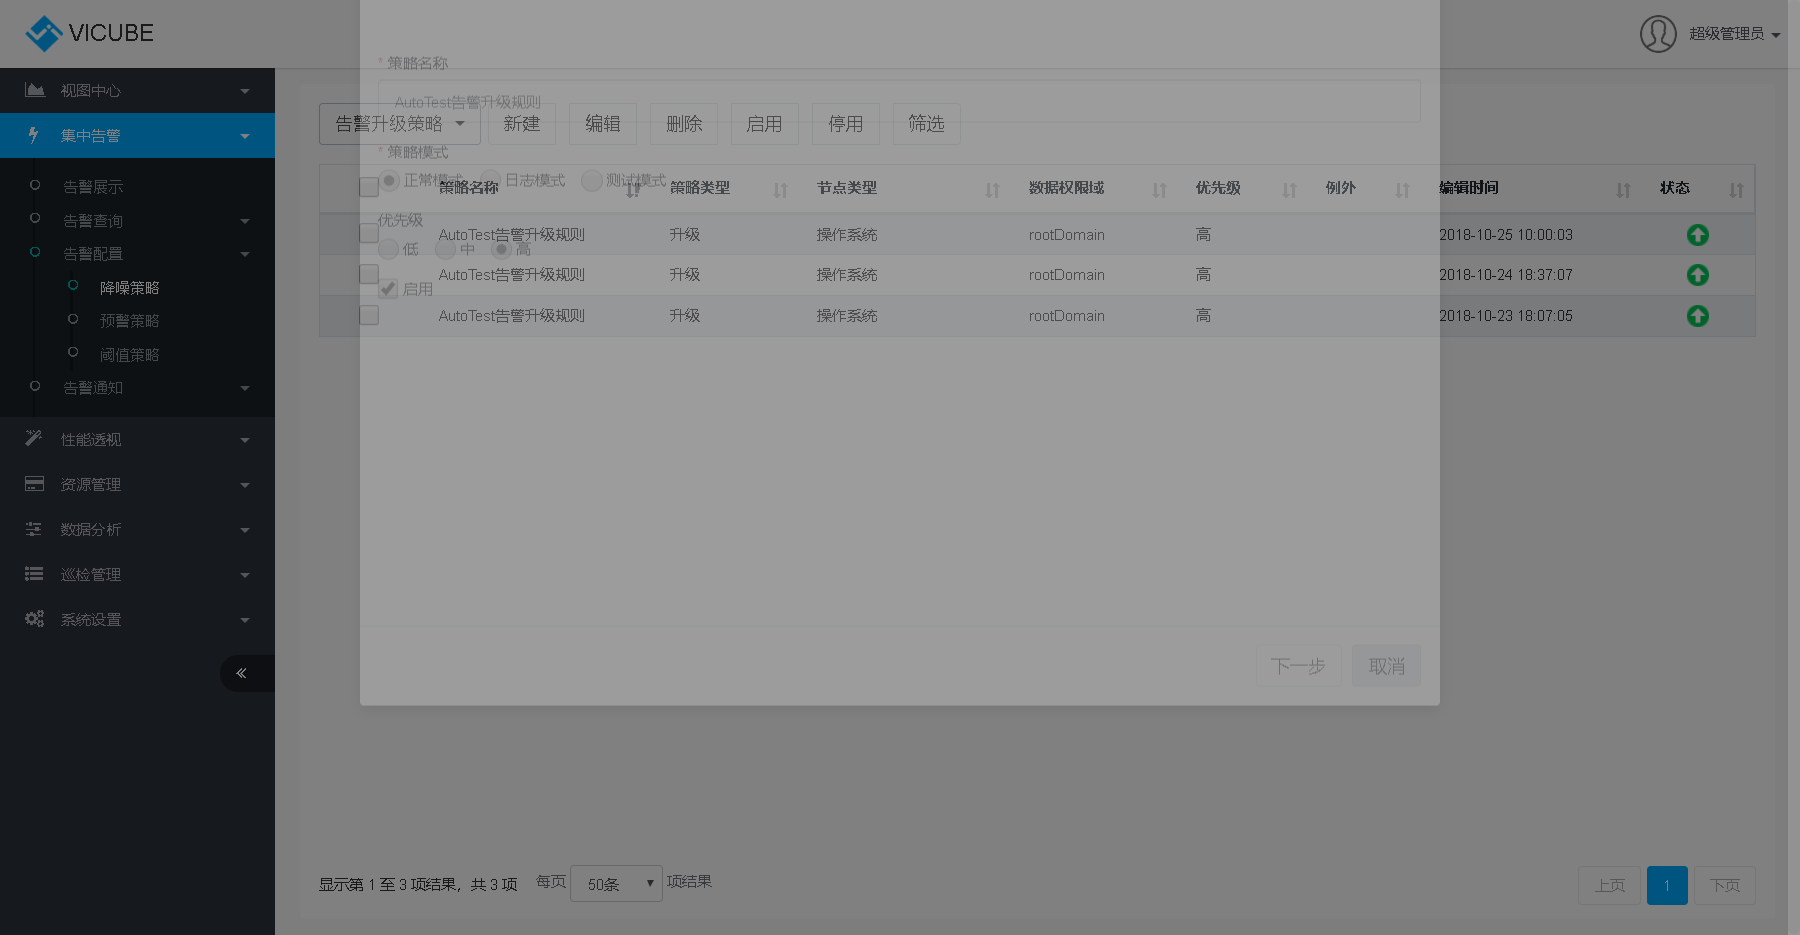 VICUBE
超级管理员
视图中心
集中告警
告警展示
告警查询
告警配置
降噪策略
预警策略
阈值策略
告警通知
性能透视
资源管理
数据分析
巡检管理
系统设置
* 策略名称
AutoTest告警升级规则
告警升级策略 新建 编辑 删除 启用 停用 筛选
* 策略模式
正常模式 日志模式 测试模式
策略名称 策略类型 节点类型 数据权限域 优先级 例外 编辑时间 状态
优先级
AutoTest告警升级规则 升级 操作系统 rootDomain 高 2018-10-25 10:00:03
低 中 高
AutoTest告警升级规则 升级 操作系统 rootDomain 高 2018-10-24 18:37:07
启用
AutoTest告警升级规则 升级 操作系统 rootDomain 高 2018-10-23 18:07:05
下一步 取消
显示第 1 至 3 项结果，共 3 项 每页 50条 项结果
上页 1 下页